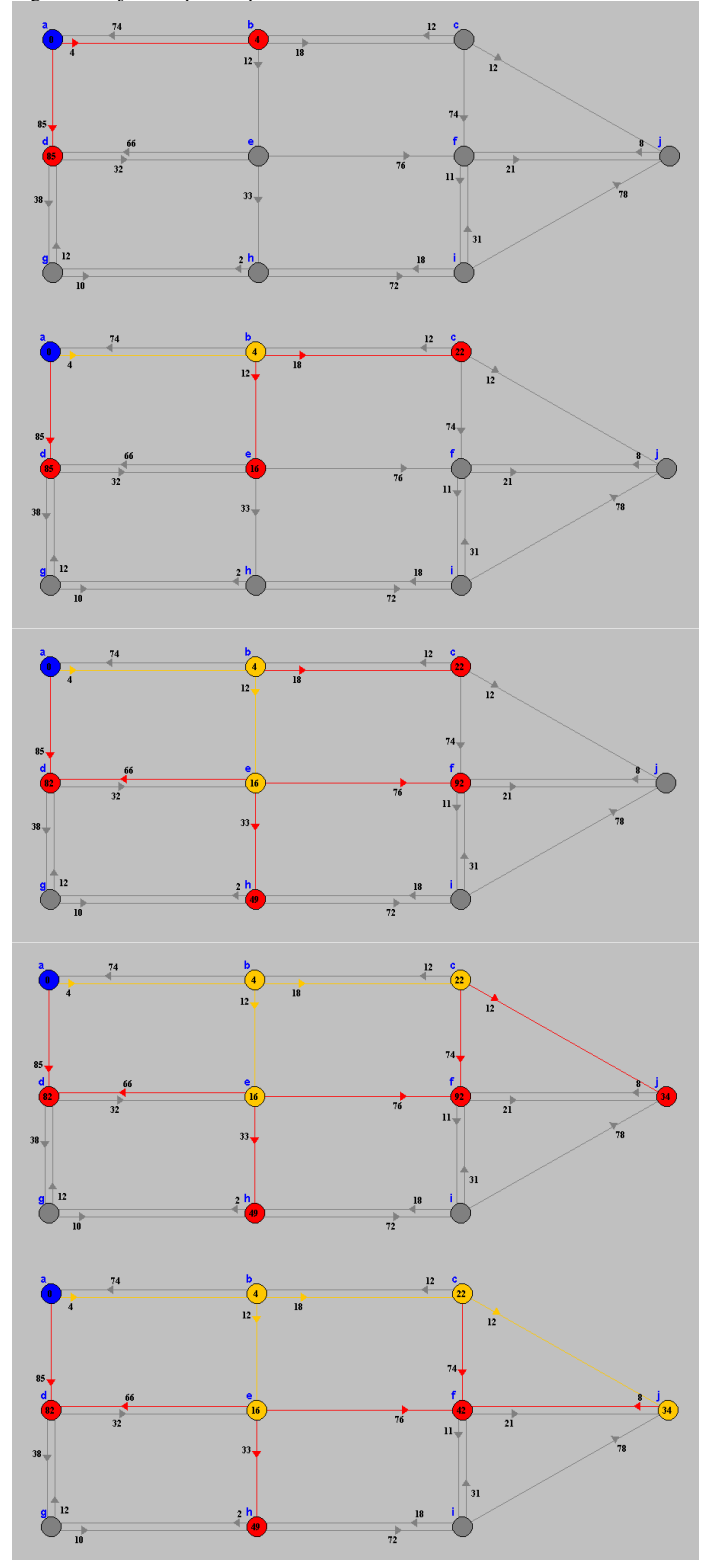 a 74 b 12 c
0 4 4 12 18 12
85 74
d 66 e f 8 j
85 32 76 21
38 33 11 78
12 31
g 2 h 18 i
10 72
a 74 b 12 c
0 4 4 12 18 22 12
85 74
d 66 e f 8 j
85 32 16 76 21
38 33 11 78
12 31
g 2 h 18 i
10 72
a 74 b 12 c
0 4 4 12 18 22 12
85 74
d 66 e f 8 j
82 32 16 76 92 21
38 33 11 78
12 31
g 2 h 18 i
10 49 72
a 74 b 12 c
0 4 4 12 18 22 12
85 74
d 66 e f 8 j
82 32 16 76 92 21 34
38 33 11 78
12 31
g 2 h 18 i
10 49 72
a 74 b 12 c
0 4 4 12 18 22 12
85 74
d 66 e f 8 j
82 32 16 76 42 21 34
38 33 11 78
12 31
g 2 h 18 i
10 49 72